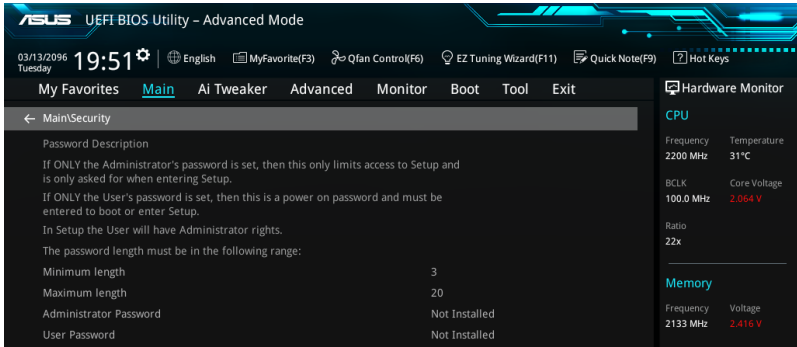 ASUS UEFI BIOS Utility – Advanced Mode
03/13/2096
Tuesday
19:51
English
MyFavorite(F3)
Qfan Control(F6)
EZ Tuning Wizard(F11)
Quick Note(F9)
? Hot Keys
My Favorites Main Ai Tweaker Advanced Monitor Boot Tool Exit
Hardware Monitor
← Main\Security
Password Description
If ONLY the Administrator's password is set, then this only limits access to Setup and
is only asked for when entering Setup.
If ONLY the User's password is set, then this is a power on password and must be
entered to boot or enter Setup.
In Setup the User will have Administrator rights.
The password length must be in the following range:
Minimum length 3
Maximum length 20
Administrator Password Not Installed
User Password Not Installed
CPU
Frequency Temperature
2200 MHz 31°C
BCLK Core Voltage
100.0 MHz 2.064 V
Ratio
22x
Memory
Frequency Voltage
2133 MHz 2.416 V